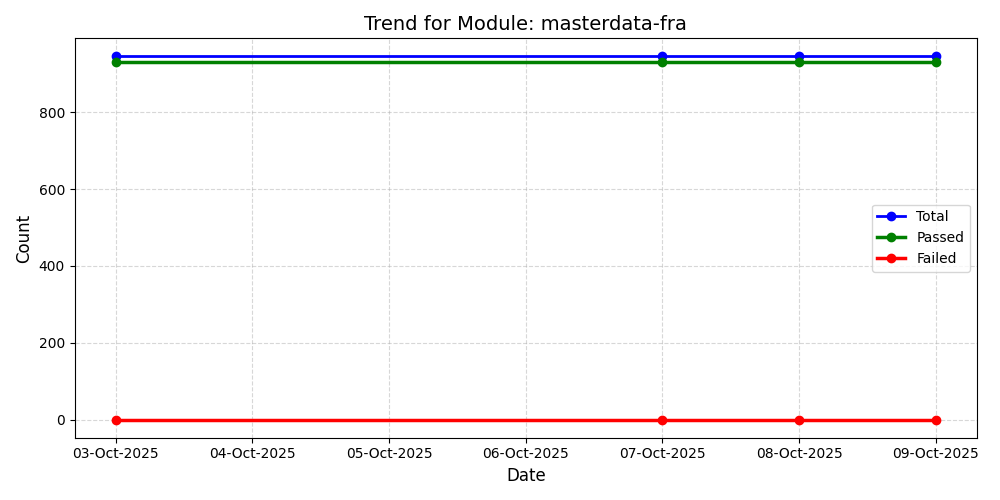 Trend for Module: masterdata-fra
Count
800
600
400
200
0
Total
Passed
Failed
03-Oct-2025 04-Oct-2025 05-Oct-2025 06-Oct-2025 07-Oct-2025 08-Oct-2025 09-Oct-2025
Date